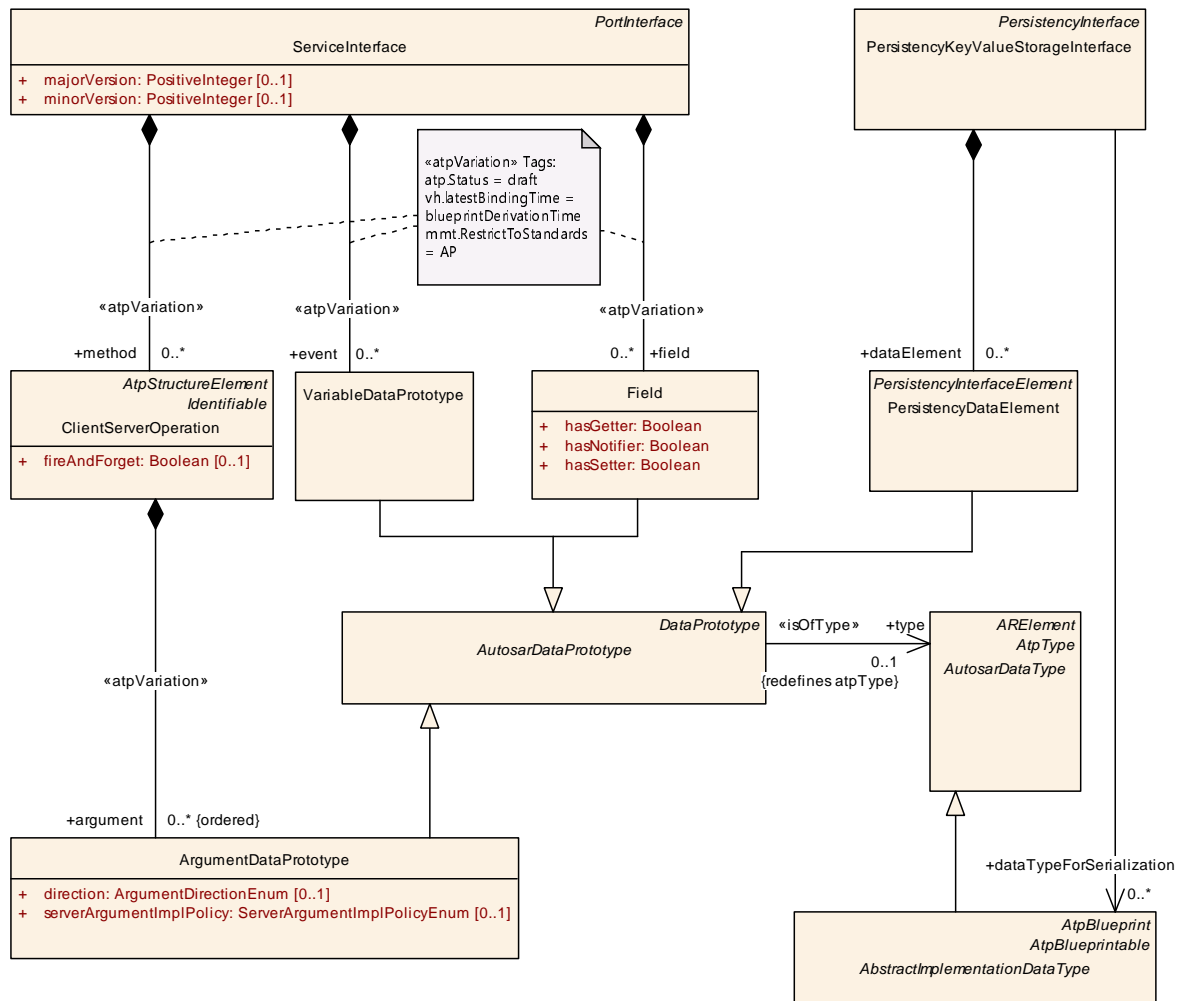 PortInterface
ServiceInterface
+ majorVersion: PositiveInteger [0..1]
+ minorVersion: PositiveInteger [0..1]
PersistencyInterface
PersistencyKeyValueStorageInterface
«atpVariation» Tags:
atp.Status = draft
vh.latestBindingTime =
blueprintDerivationTime
mmt.RestrictToStandards
= AP
«atpVariation»
«atpVariation»
«atpVariation»
+method 0..*
+event 0..*
0..* +field
+dataElement 0..*
AtpStructureElement
Identifiable
ClientServerOperation
+ fireAndForget: Boolean [0..1]
VariableDataPrototype
Field
+ hasGetter: Boolean
+ hasNotifier: Boolean
+ hasSetter: Boolean
PersistencyInterfaceElement
PersistencyDataElement
DataPrototype
AutosarDataPrototype
«isOfType» +type
0..1
{redefines atpType}
ARElement
AtpType
AutosarDataType
«atpVariation»
+argument 0..* {ordered}
ArgumentDataPrototype
+ direction: ArgumentDirectionEnum [0..1]
+ serverArgumentImplPolicy: ServerArgumentImplPolicyEnum [0..1]
+dataTypeForSerialization
0..*
AtpBlueprint
AtpBlueprintable
AbstractImplementationDataType